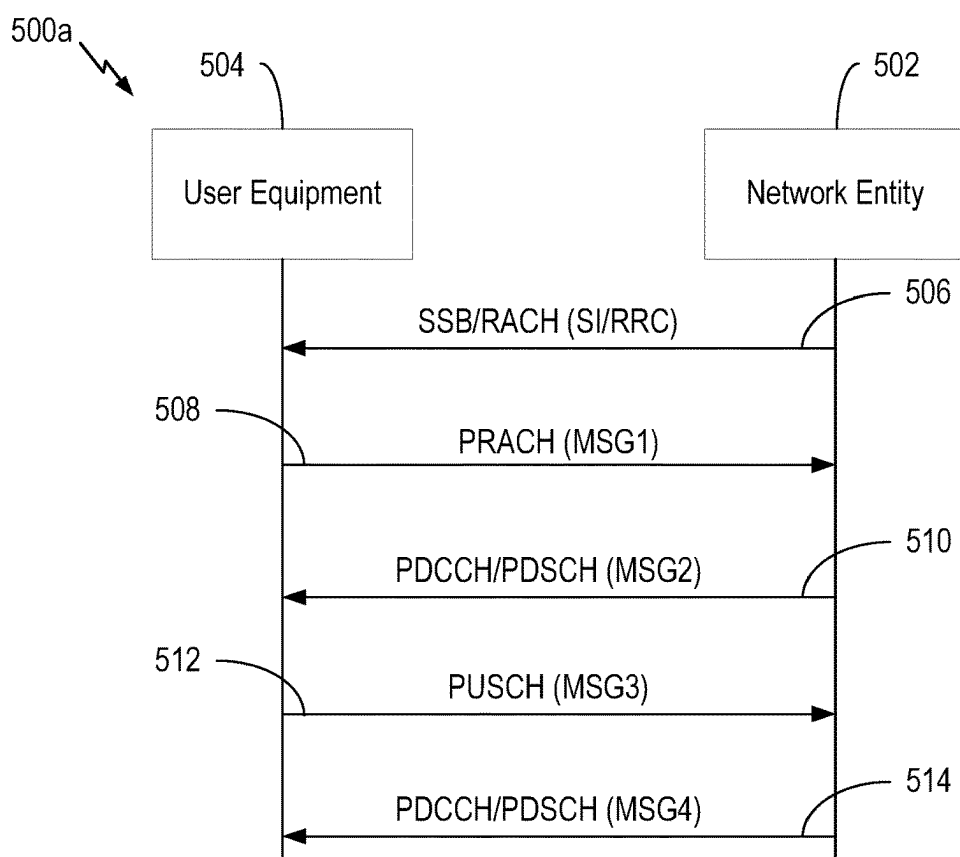 500a
504
502
User Equipment
Network Entity
506
SSB/RACH (SI/RRC)
508
PRACH (MSG1)
510
PDCCH/PDSCH (MSG2)
512
PUSCH (MSG3)
514
PDCCH/PDSCH (MSG4)